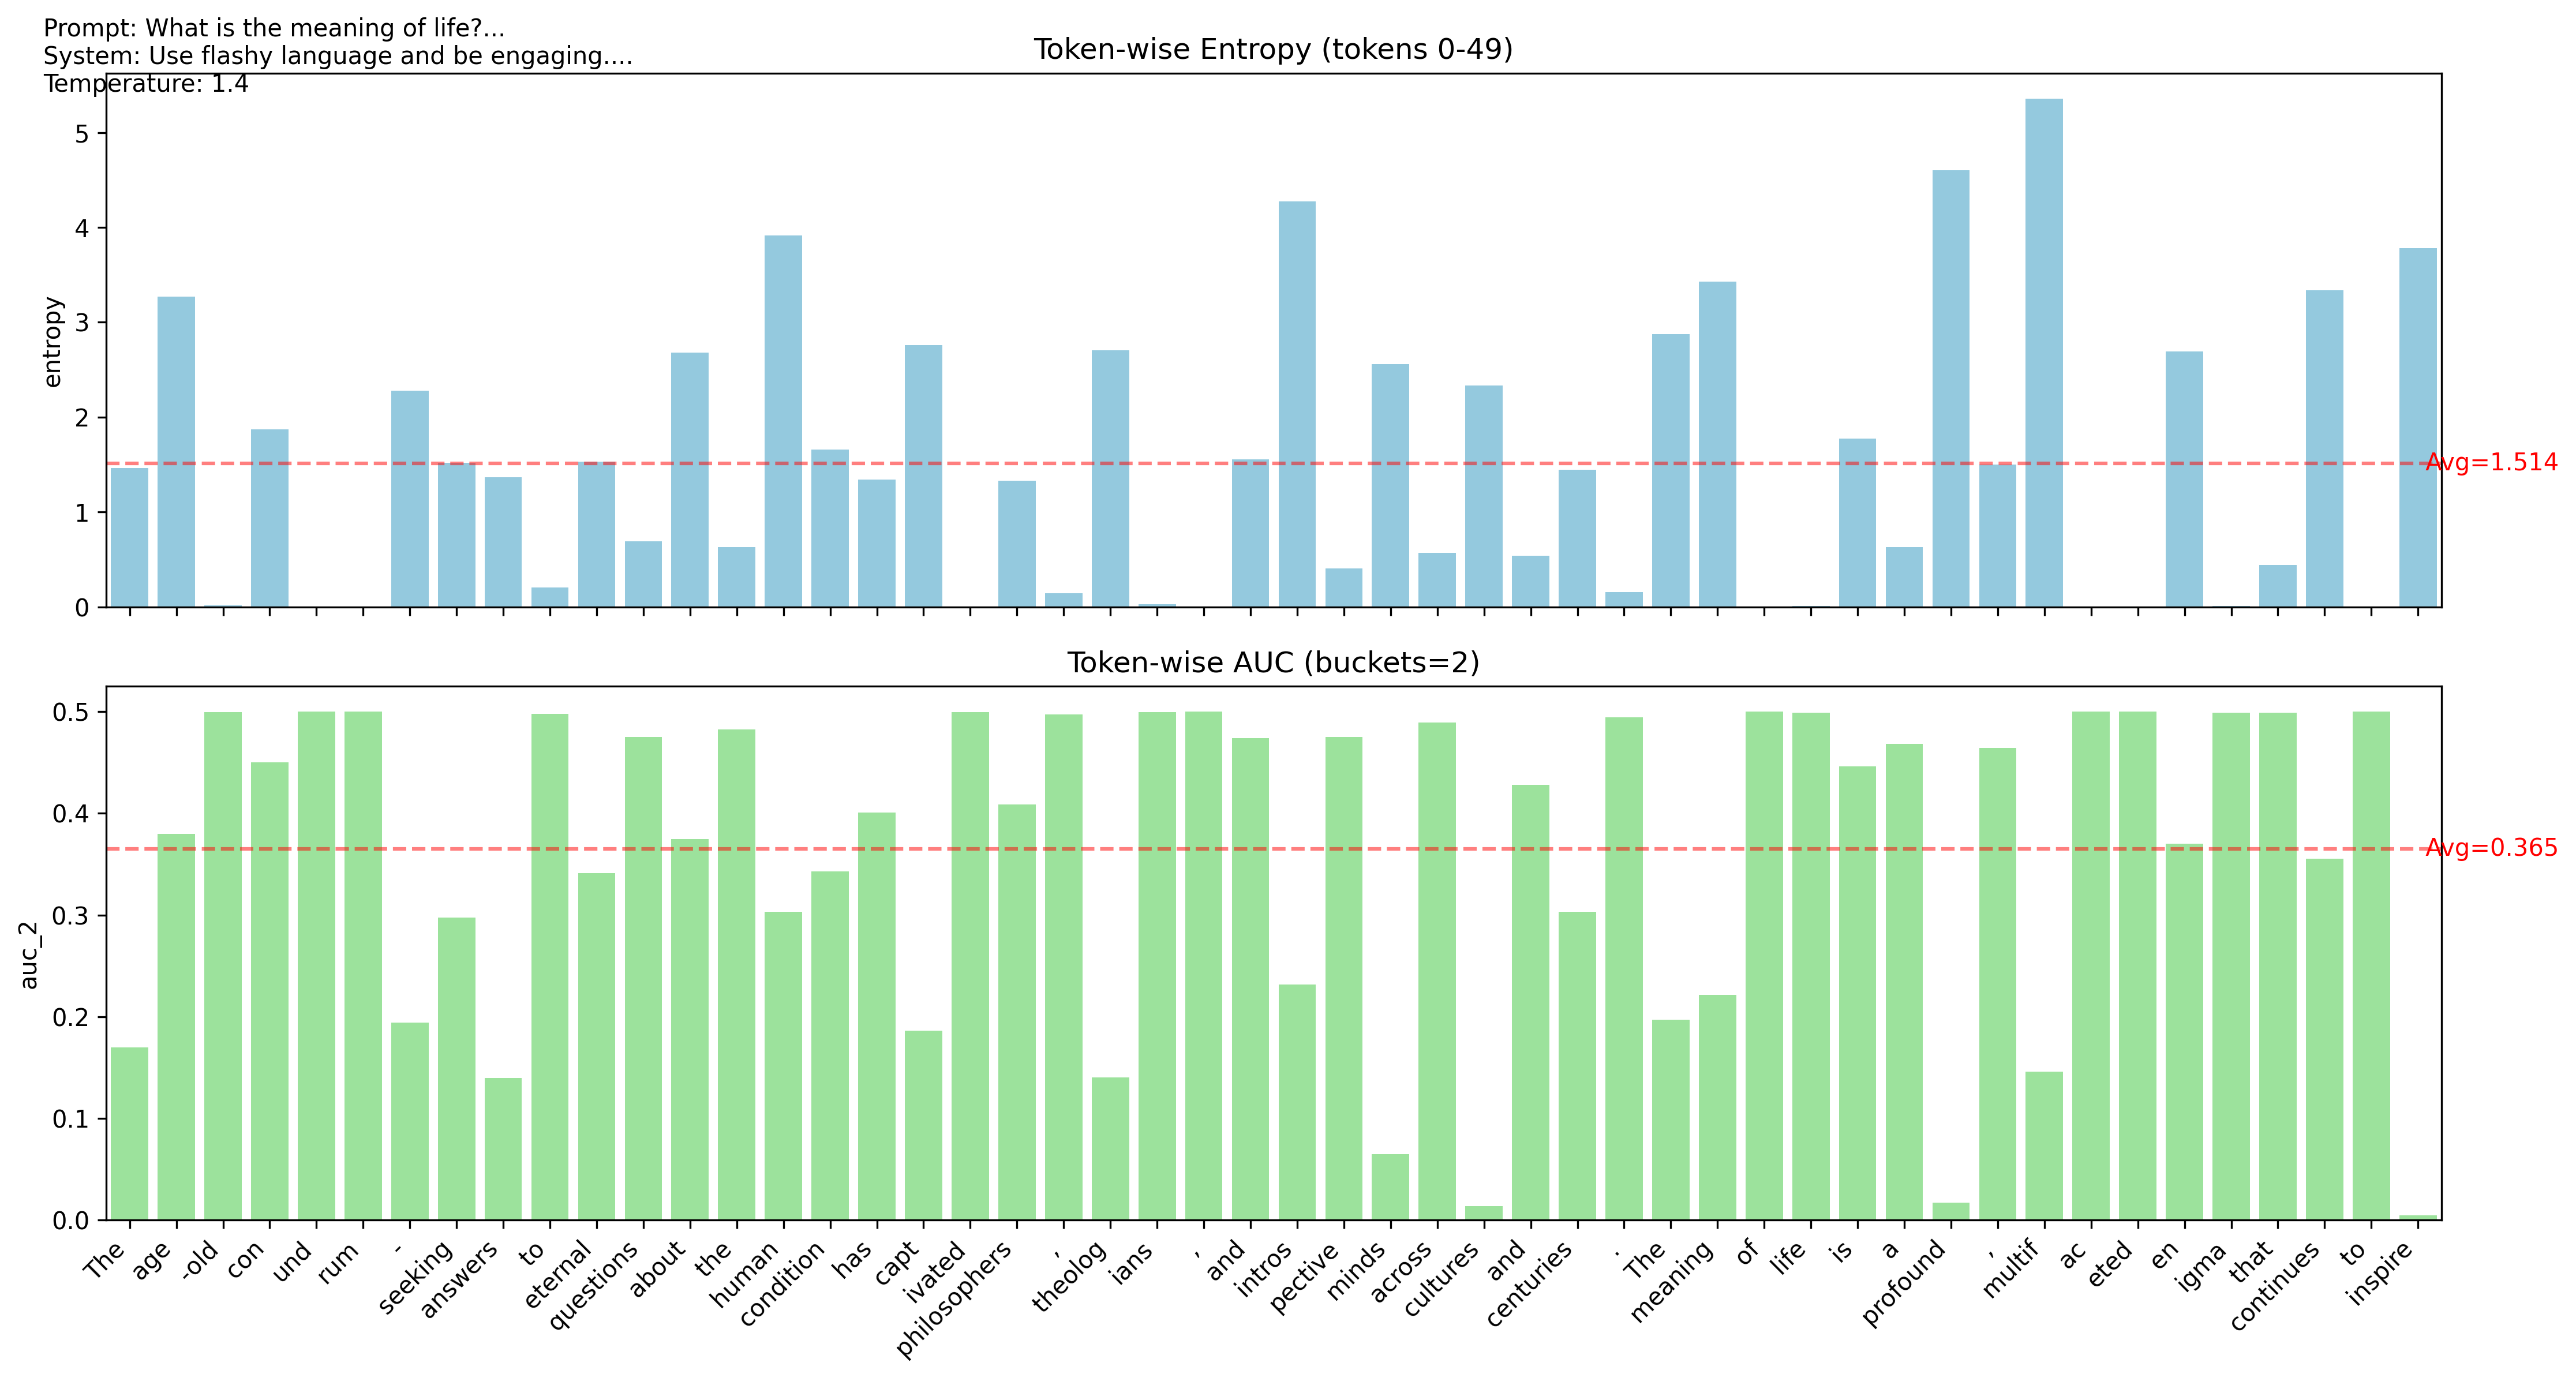 Prompt: What is the meaning of life?...
System: Use flashy language and be engaging....
Temperature: 1.4
Token-wise Entropy (tokens 0-49)
entropy
5
4
3
2
1
0
Avg=1.514
Token-wise AUC (buckets=2)
auc_2
0.5
0.4
0.3
0.2
0.1
0.0
Avg=0.365
The
age
-old
con
und
rum
-
seeking
answers
to
eternal
questions
about
the
human
condition
has
capt
ivated
philosophers
,
theolog
ians
,
and
intros
pective
minds
across
cultures
and
centuries
.
The
meaning
of
life
is
a
profound
,
multif
ac
eted
en
igma
that
continues
to
inspire